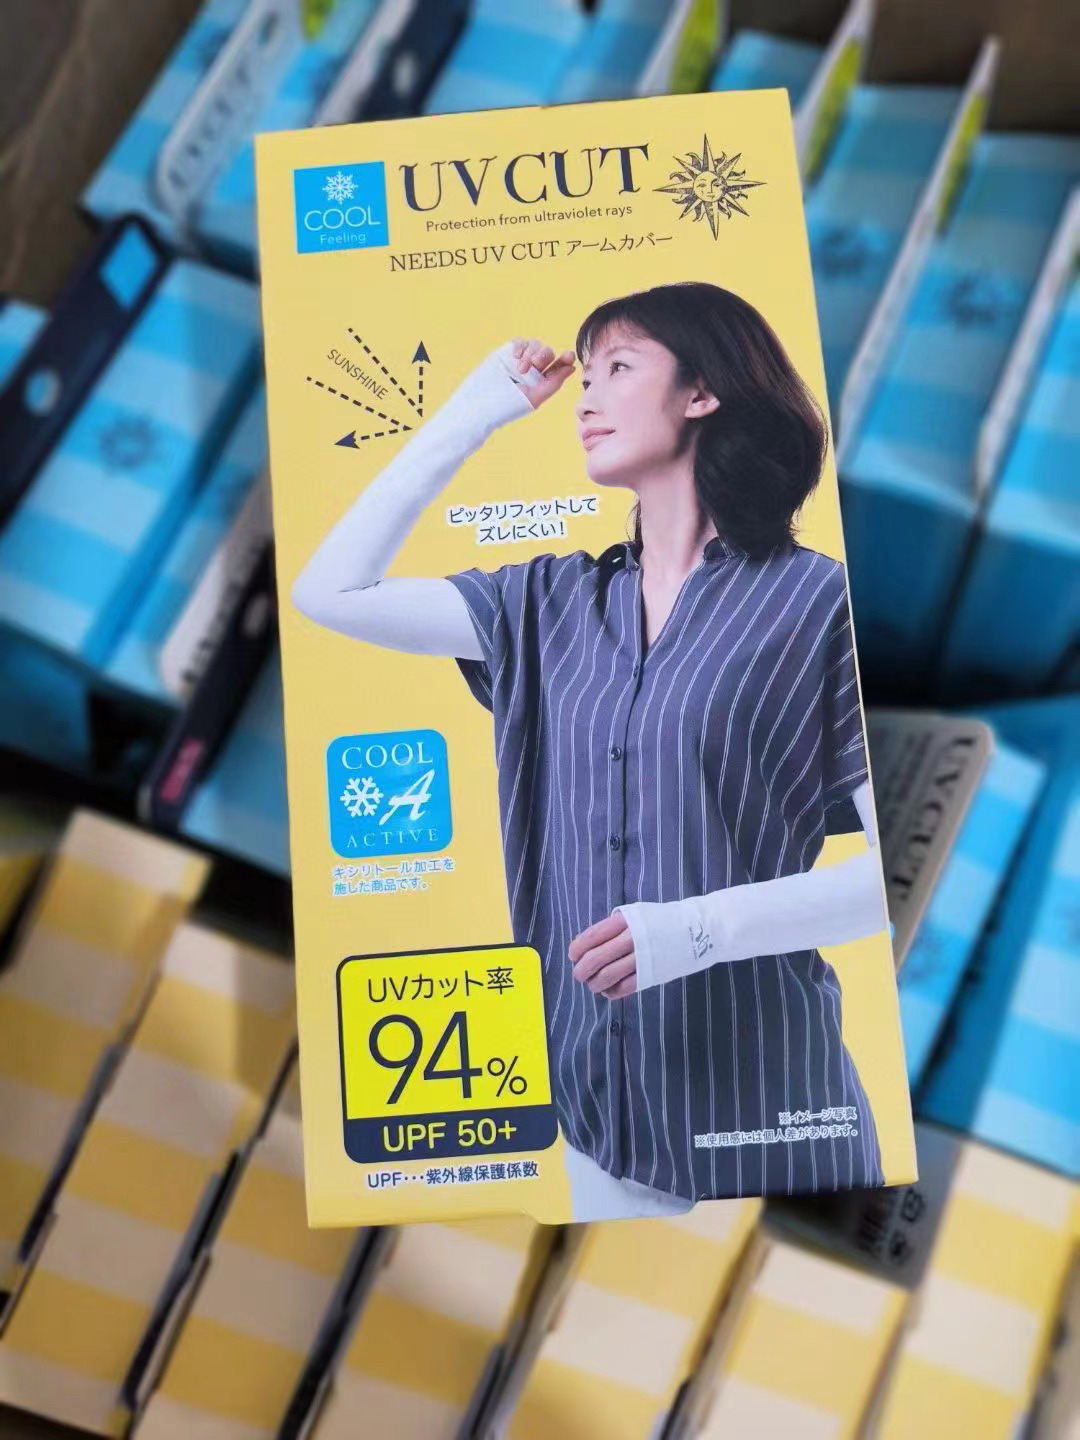 COOL
Feeling
UV CUT
Protection from ultraviolet rays
NEEDS UV CUT アームカバー
SUNSHINE
ピッタリフィットして
ズレにくい!
COOL
A
ACTIVE
キシリトール加工を
施した商品です。
UVカット率
94%
UPF 50+
UPF･･･紫外線保護係数
※イメージ写真
※使用感には個人差があります。
UV CUT